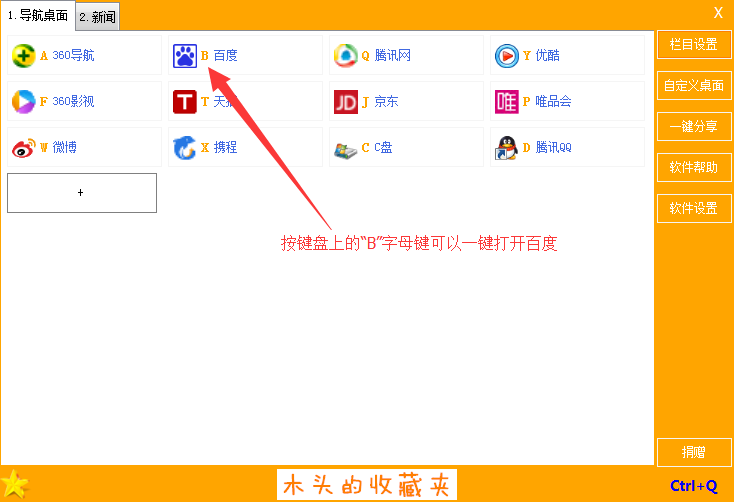 1.导航桌面 2.新闻 X
A 360导航 B 百度 Q 腾讯网 Y 优酷
F 360影视 T 天猫 J JD 京东 P 唯 唯品会
W 微博 X 携程 C C盘 D 腾讯QQ
+
按键盘上的“B”字母键可以一键打开百度
栏目设置
自定义桌面
一键分享
软件帮助
软件设置
捐赠
木头的收藏夹
Ctrl+Q